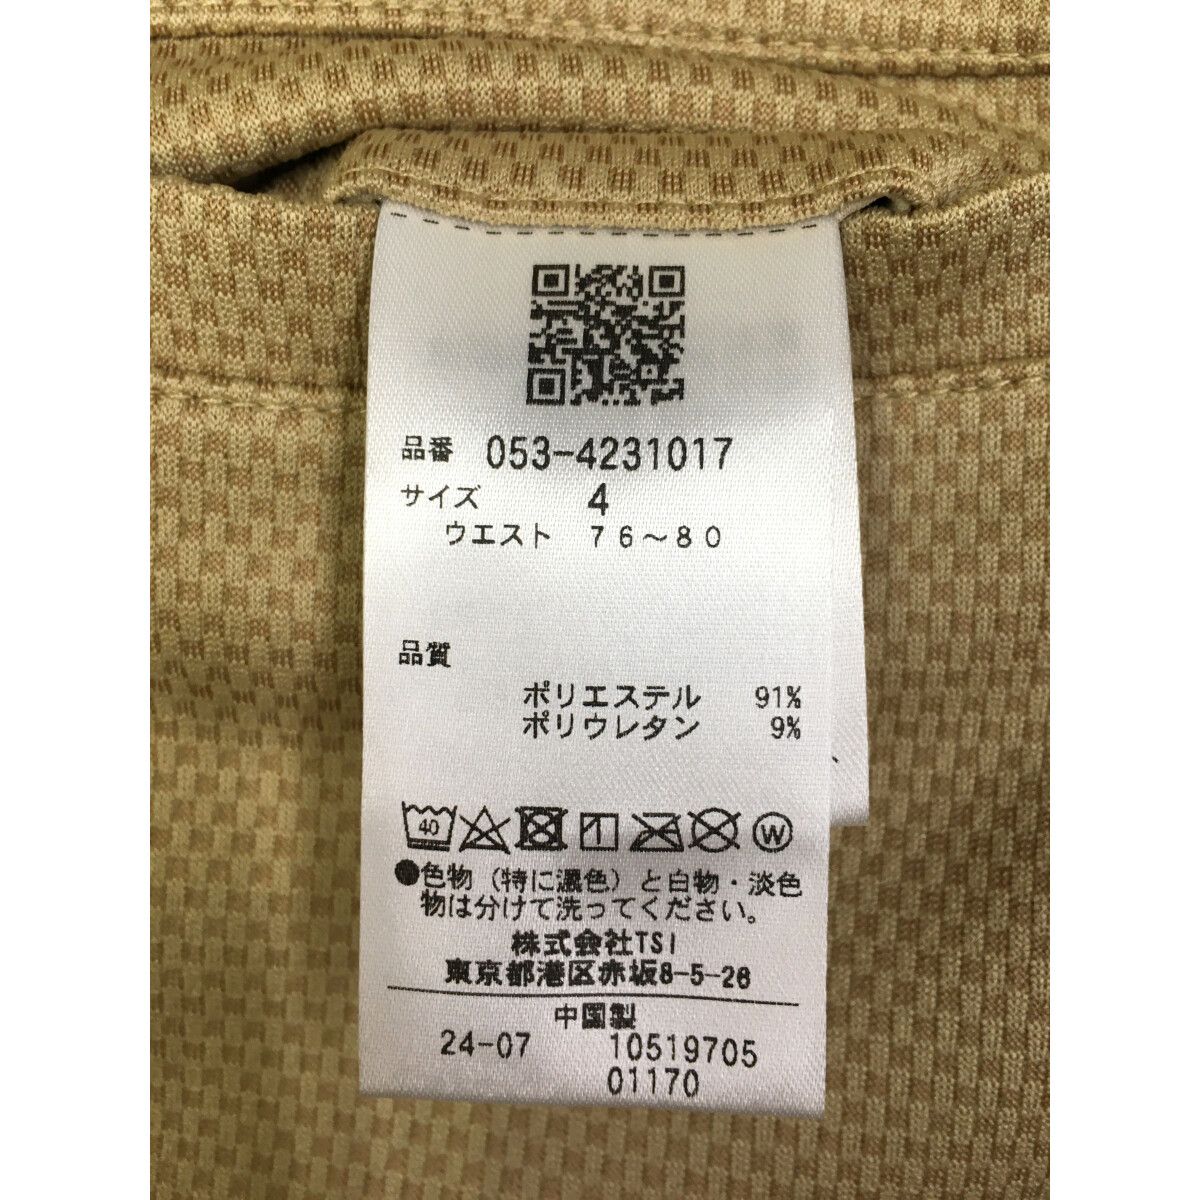 品番 053-4231017
サイズ 4
ウエスト 76〜80
品質
ポリエステル 91%
ポリウレタン 9%
40 W
●色物(特に濃色)と白物・淡色
物は分けて洗ってください。
株式会社TSI
東京都港区赤坂8-5-28
中国製
24-07 10519705
01170